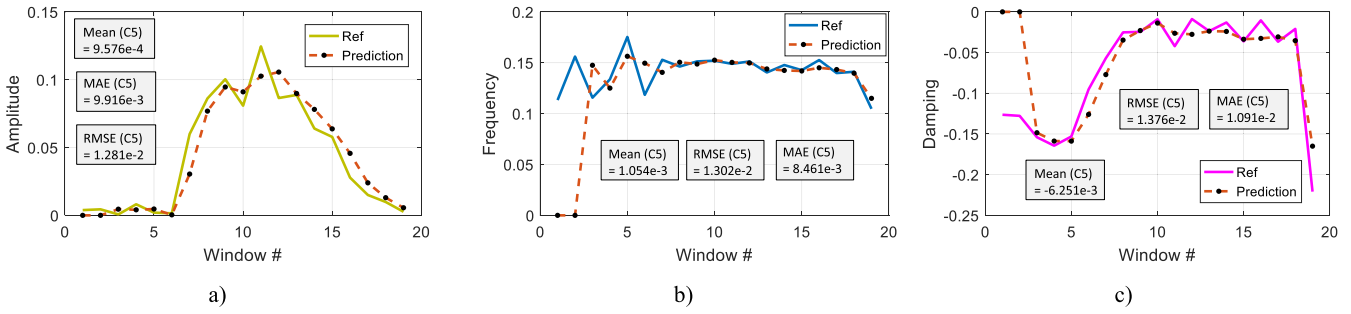 0.15
0.1
0.05
0
0
5
10
15
20
Amplitude
Window #
Mean (C5)
= 9.576e-4
MAE (C5)
= 9.916e-3
RMSE (C5)
= 1.281e-2
Ref
Prediction
a)
0.2
0.15
0.1
0.05
0
0
5
10
15
20
Frequency
Window #
Ref
Prediction
Mean (C5)
= 1.054e-3
RMSE (C5)
= 1.302e-2
MAE (C5)
= 8.461e-3
b)
0
-0.05
-0.1
-0.15
-0.2
-0.25
0
5
10
15
20
Damping
Window #
RMSE (C5)
= 1.376e-2
MAE (C5)
= 1.091e-2
Mean (C5)
= -6.251e-3
Ref
Prediction
c)